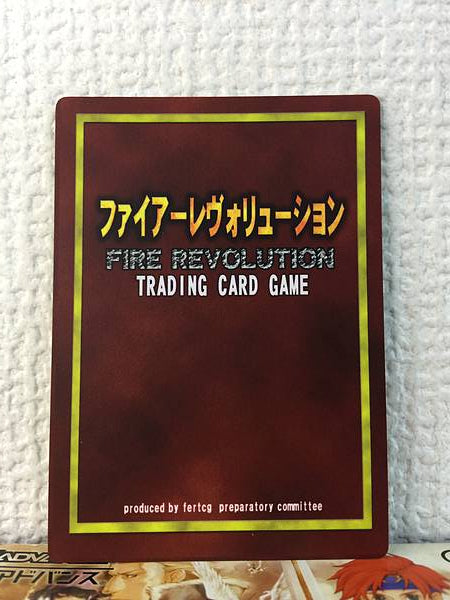 ファイアーレヴォリューション
FIRE REVOLUTION
TRADING CARD GAME
produced by fertcg preparatory committee
ADVA
アドバンス